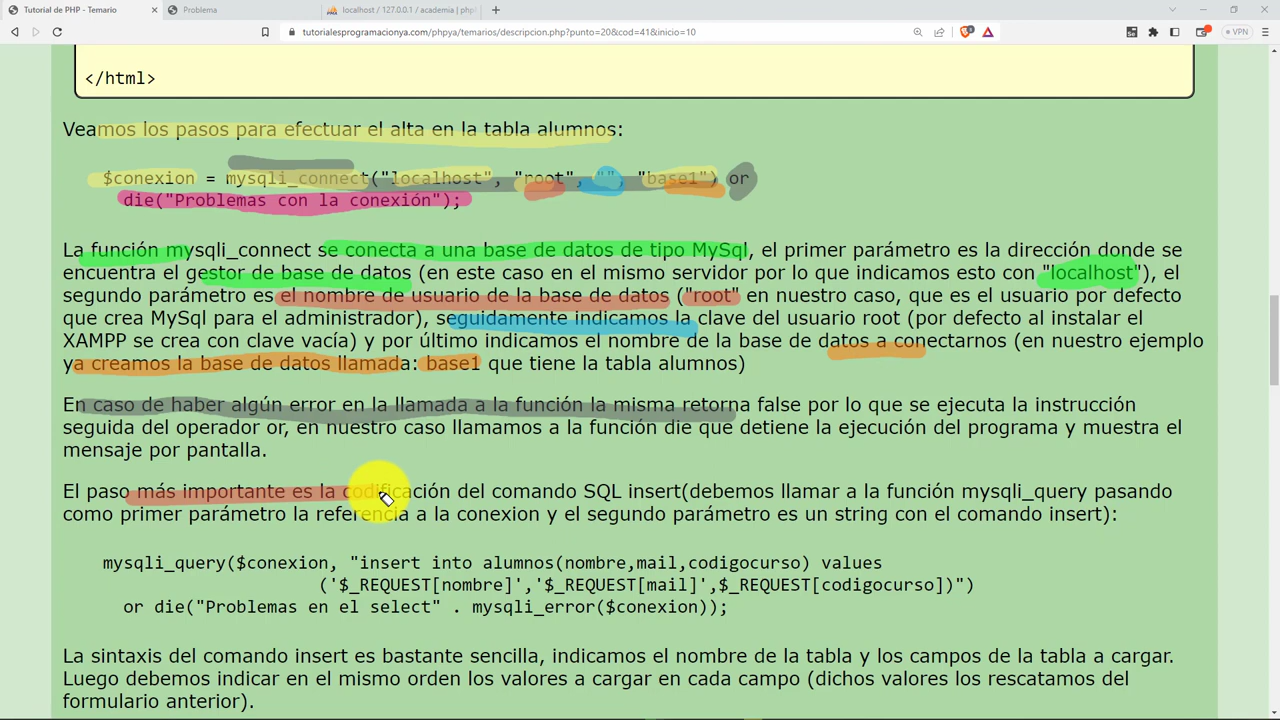 Tutorial de PHP - Temario
Problema
localhost / 127.0.0.1 / academia | php
tutorialesprogramacionya.com/phpya/temarios/descripcion.php?punto=20&cod=41&inicio=10
VPN
</html>
Veamos los pasos para efectuar el alta en la tabla alumnos:
$conexion = mysqli_connect("localhost", "root", "", "base1") or
die("Problemas con la conexión");
La función mysqli_connect se conecta a una base de datos de tipo MySql, el primer parámetro es la dirección donde se
encuentra el gestor de base de datos (en este caso en el mismo servidor por lo que indicamos esto con "localhost"), el
segundo parámetro es el nombre de usuario de la base de datos ("root" en nuestro caso, que es el usuario por defecto
que crea MySql para el administrador), seguidamente indicamos la clave del usuario root (por defecto al instalar el
XAMPP se crea con clave vacía) y por último indicamos el nombre de la base de datos a conectarnos (en nuestro ejemplo
ya creamos la base de datos llamada: base1 que tiene la tabla alumnos)
En caso de haber algún error en la llamada a la función la misma retorna false por lo que se ejecuta la instrucción
seguida del operador or, en nuestro caso llamamos a la función die que detiene la ejecución del programa y muestra el
mensaje por pantalla.
El paso más importante es la codificación del comando SQL insert(debemos llamar a la función mysqli_query pasando
como primer parámetro la referencia a la conexion y el segundo parámetro es un string con el comando insert):
mysqli_query($conexion, "insert into alumnos(nombre,mail,codigocurso) values
('$_REQUEST[nombre]','$_REQUEST[mail]',$_REQUEST[codigocurso])")
or die("Problemas en el select" . mysqli_error($conexion));
La sintaxis del comando insert es bastante sencilla, indicamos el nombre de la tabla y los campos de la tabla a cargar.
Luego debemos indicar en el mismo orden los valores a cargar en cada campo (dichos valores los rescatamos del
formulario anterior).